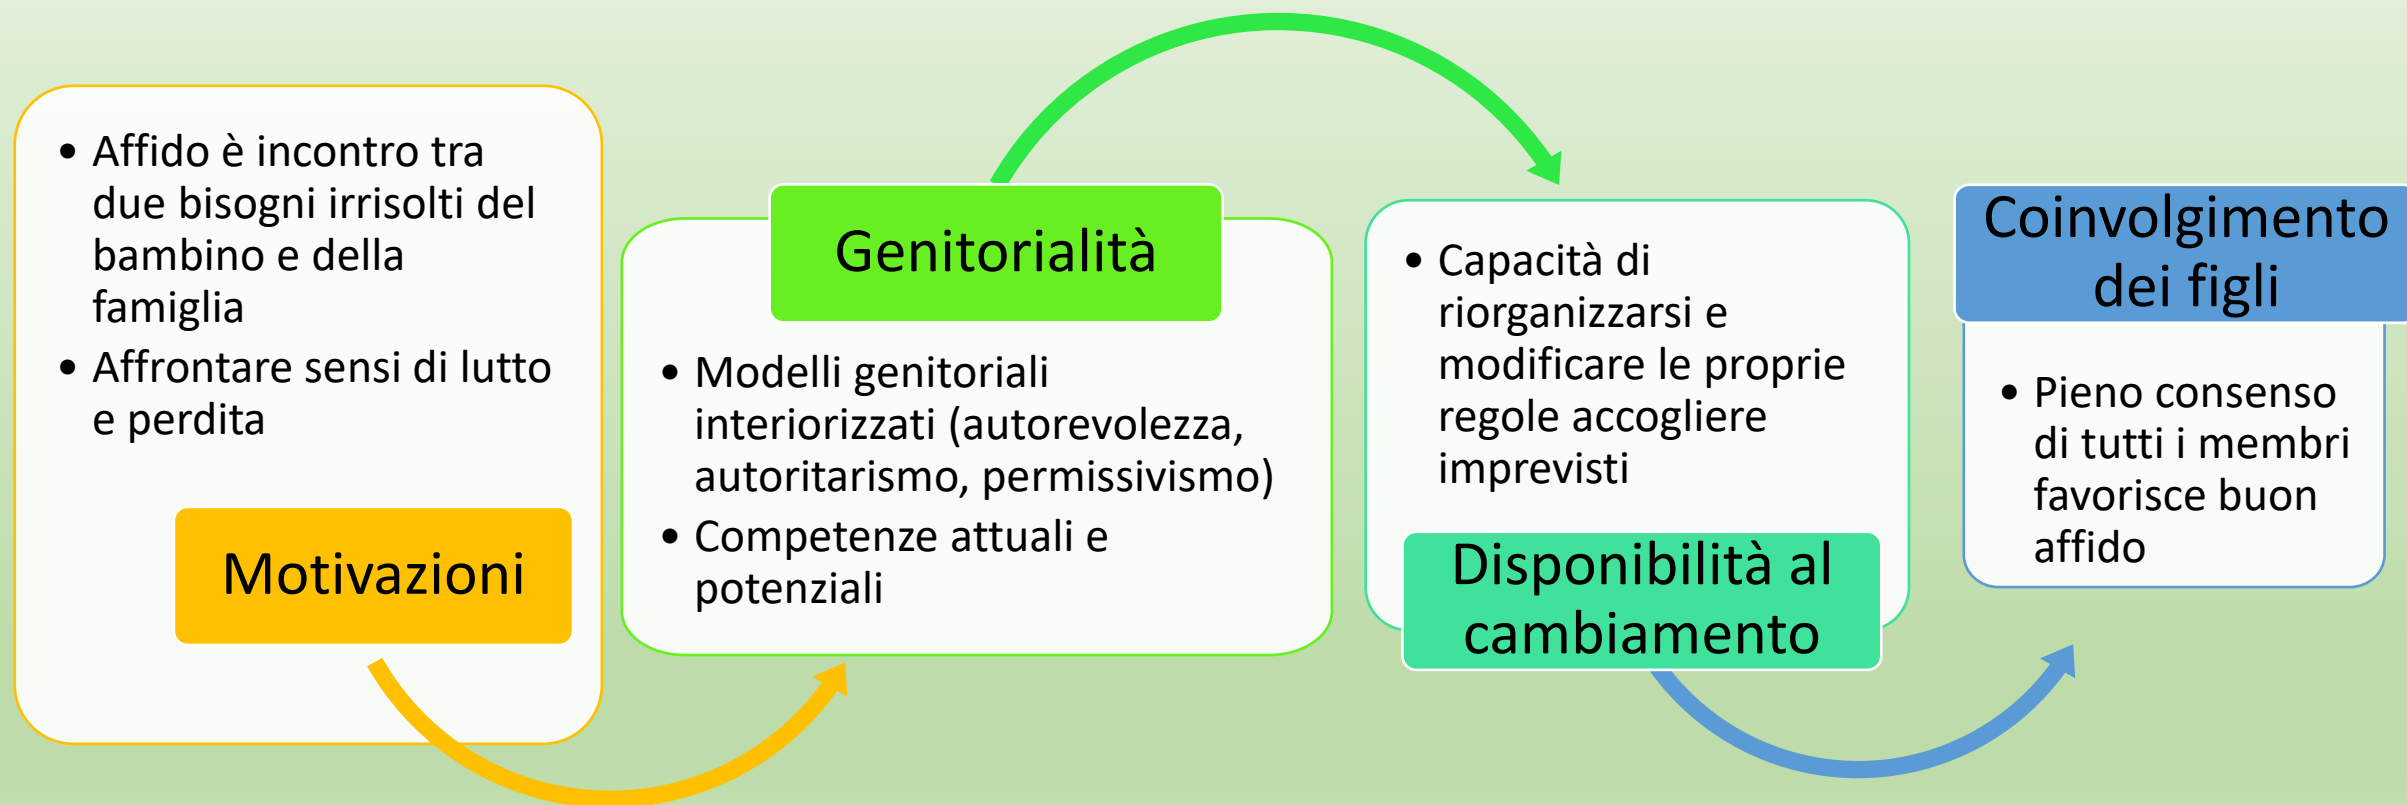 • Affido è incontro tra
due bisogni irrisolti del
bambino e della
famiglia
• Affrontare sensi di lutto
e perdita
Motivazioni
Genitorialità
• Modelli genitoriali
interiorizzati (autorevolezza,
autoritarismo, permissivismo)
• Competenze attuali e
potenziali
• Capacità di
riorganizzarsi e
modificare le proprie
regole accogliere
imprevisti
Disponibilità al
cambiamento
Coinvolgimento
dei figli
• Pieno consenso
di tutti i membri
favorisce buon
affido